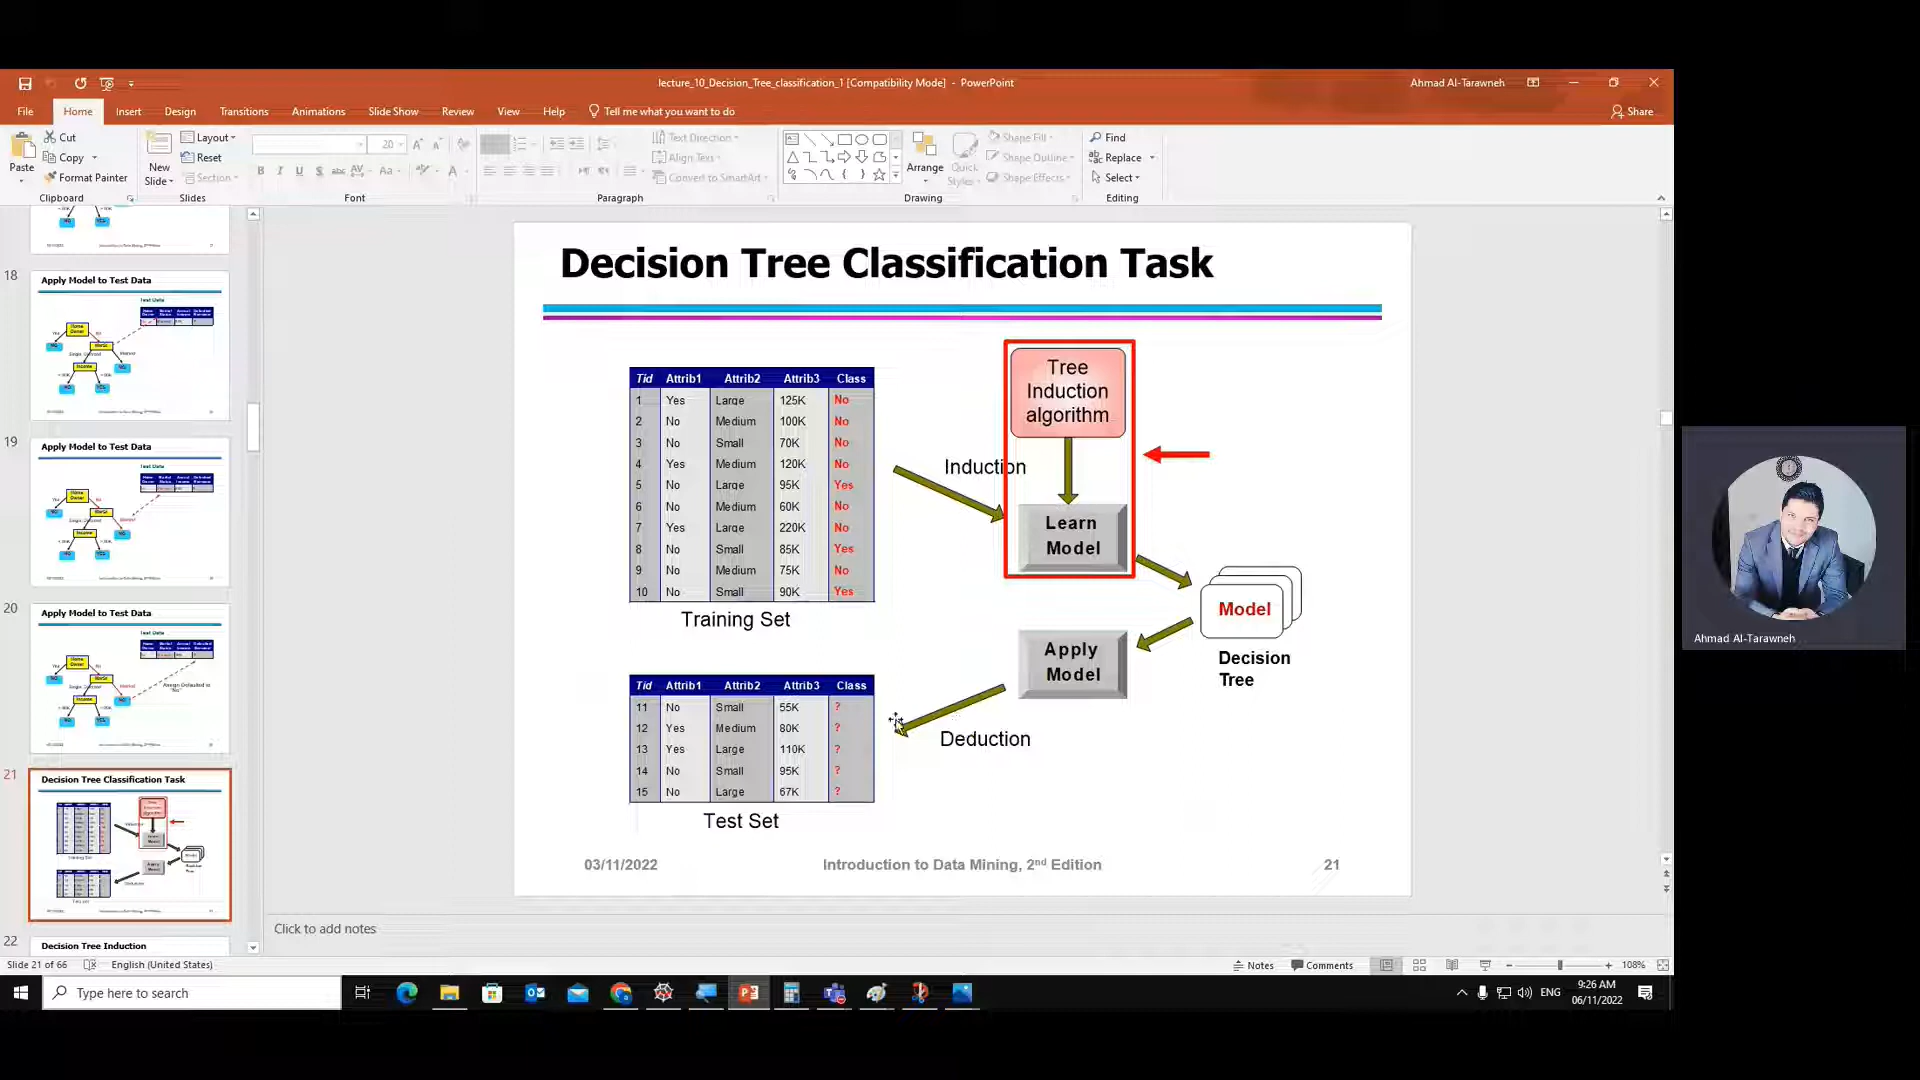 lecture_10_Decision_Tree_classification_1 [Compatibility Mode] - PowerPoint
Ahmad Al-Tarawneh
File Home Insert Design Transitions Animations Slide Show Review View Help Tell me what you want to do
Share
Paste
Cut
Copy
Format Painter
Clipboard
New
Slide
Layout
Reset
Section
Slides
20
Font
Text Direction
Align Text
Convert to SmartArt
Paragraph
Arrange
Quick
Styles
Shape Fill
Shape Outline
Shape Effects
Drawing
Find
Replace
Select
Editing
18
Apply Model to Test Data
19
Apply Model to Test Data
20
Apply Model to Test Data
21
Decision Tree Classification Task
22
Decision Tree Induction
Decision Tree Classification Task
Tid Attrib1 Attrib2 Attrib3 Class
1 Yes Large 125K No
2 No Medium 100K No
3 No Small 70K No
4 Yes Medium 120K No
5 No Large 95K Yes
6 No Medium 60K No
7 Yes Large 220K No
8 No Small 85K Yes
9 No Medium 75K No
10 No Small 90K Yes
Training Set
Tree
Induction
algorithm
Induction
Learn
Model
Model
Decision
Tree
Apply
Model
Deduction
Tid Attrib1 Attrib2 Attrib3 Class
11 No Small 55K ?
12 Yes Medium 80K ?
13 Yes Large 110K ?
14 No Small 95K ?
15 No Large 67K ?
Test Set
03/11/2022
Introduction to Data Mining, 2nd Edition
21
Click to add notes
Slide 21 of 66
English (United States)
Notes
Comments
108%
Type here to search
ENG
9:26 AM
06/11/2022
Ahmad Al-Tarawneh